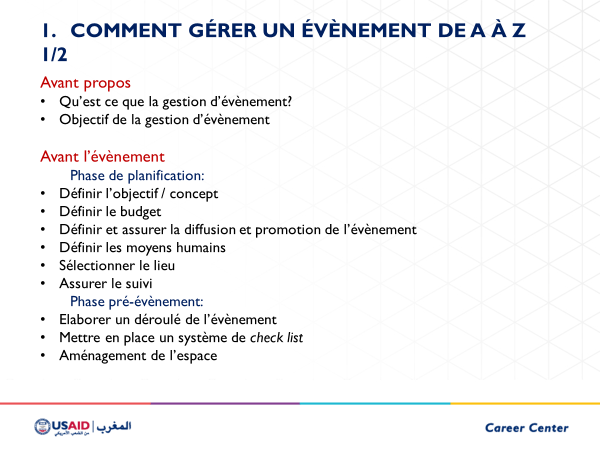 1. COMMENT GÉRER UN ÉVÈNEMENT DE A À Z
1/2
Avant propos
• Qu'est ce que la gestion d'évènement?
• Objectif de la gestion d'évènement
Avant l'évènement
Phase de planification:
• Définir l'objectif / concept
• Définir le budget
• Définir et assurer la diffusion et promotion de l'évènement
• Définir les moyens humains
• Sélectionner le lieu
• Assurer le suivi
Phase pré-évènement:
• Elaborer un déroulé de l'évènement
• Mettre en place un système de check list
• Aménagement de l'espace
USAID | المغرب
من الشعب الأمريكي
Career Center